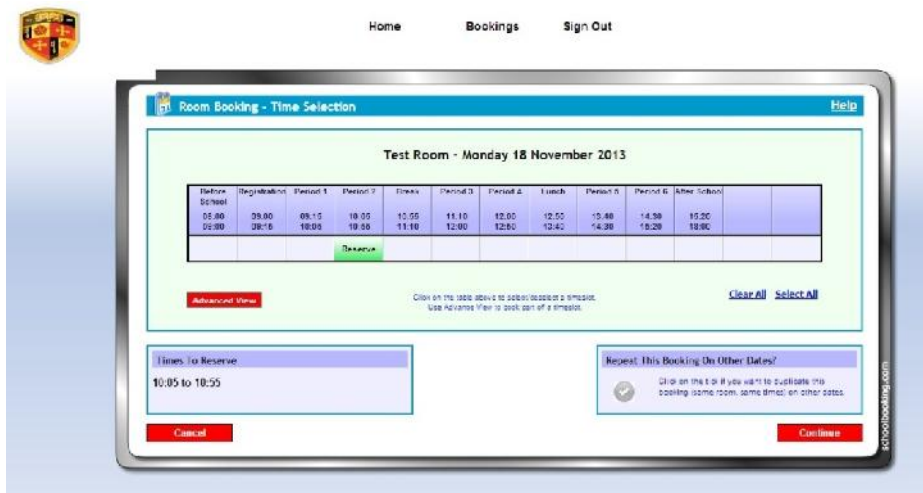 Home Bookings Sign Out
Room Booking - Time Selection Help
Test Room - Monday 18 November 2013
Before School Registration Period 1 Period 2 Break Period 3 Period 4 Lunch Period 5 Period 6 After School
08:00 09:00 09:15 10:05 10:55 11:10 12:00 12:50 13:40 14:30 15:20
09:00 09:15 10:05 10:55 11:10 12:00 12:50 13:40 14:30 15:20 18:00
Reserve
Advanced View
Click on the table above to select/deselect a timeslot.
Use Advance View to book part of a timeslot.
Clear All Select All
Times To Reserve
10:05 to 10:55
Repeat This Booking On Other Dates?
Click on the tick if you want to duplicate this
booking (same room, same times) on other dates.
Cancel
Continue
schoolbooking.com